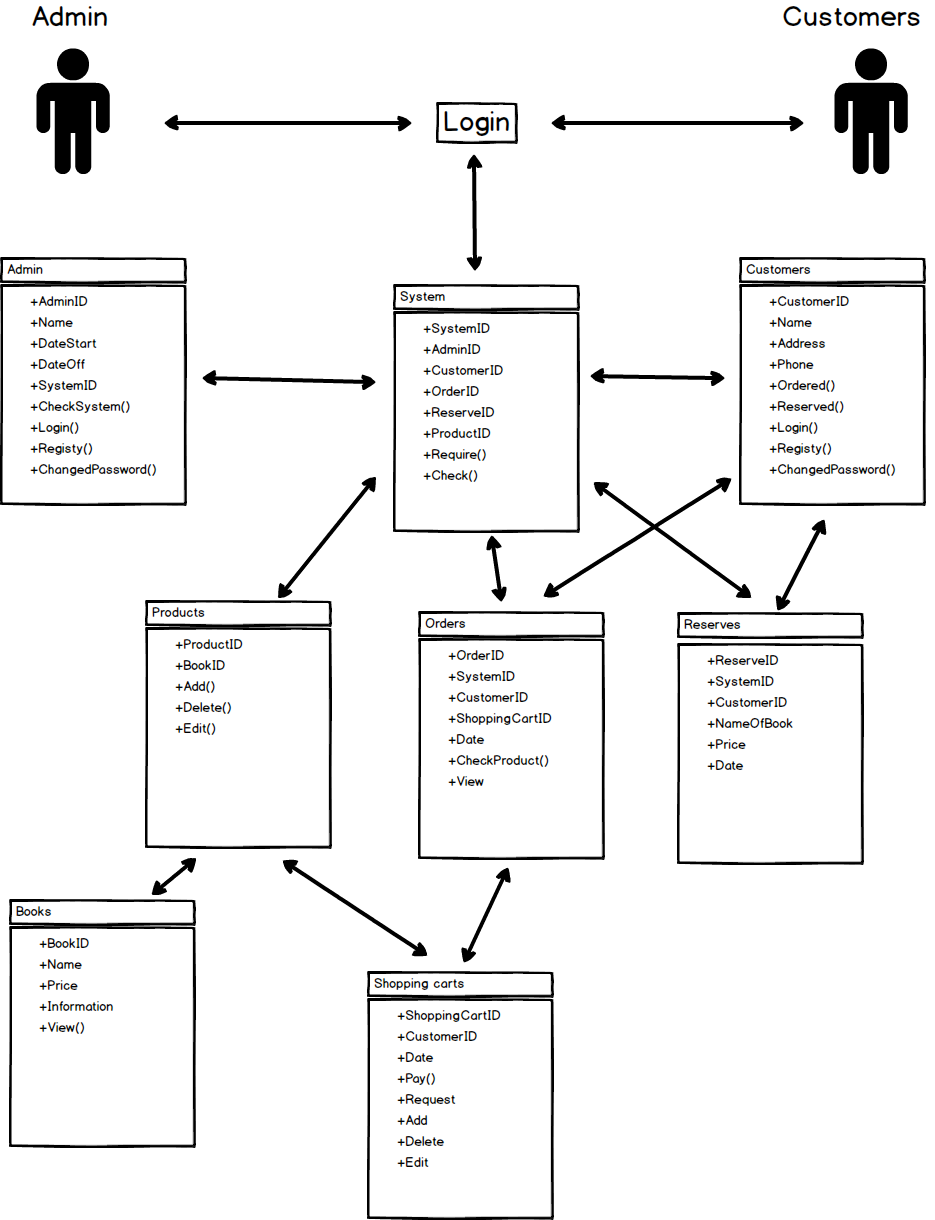 Admin
Customers
Login
Admin
+AdminID
+Name
+DateStart
+DateOff
+SystemID
+CheckSystem()
+Login()
+Registy()
+ChangedPassword()
System
+SystemID
+AdminID
+CustomerID
+OrderID
+ReserveID
+ProductID
+Require()
+Check()
Customers
+CustomerID
+Name
+Address
+Phone
+Ordered()
+Reserved()
+Login()
+Registy()
+ChangedPassword()
Products
+ProductID
+BookID
+Add()
+Delete()
+Edit()
Orders
+OrderID
+SystemID
+CustomerID
+ShoppingCartID
+Date
+CheckProduct()
+View
Reserves
+ReserveID
+SystemID
+CustomerID
+NameOfBook
+Price
+Date
Books
+BookID
+Name
+Price
+Information
+View()
Shopping carts
+ShoppingCartID
+CustomerID
+Date
+Pay()
+Request
+Add
+Delete
+Edit